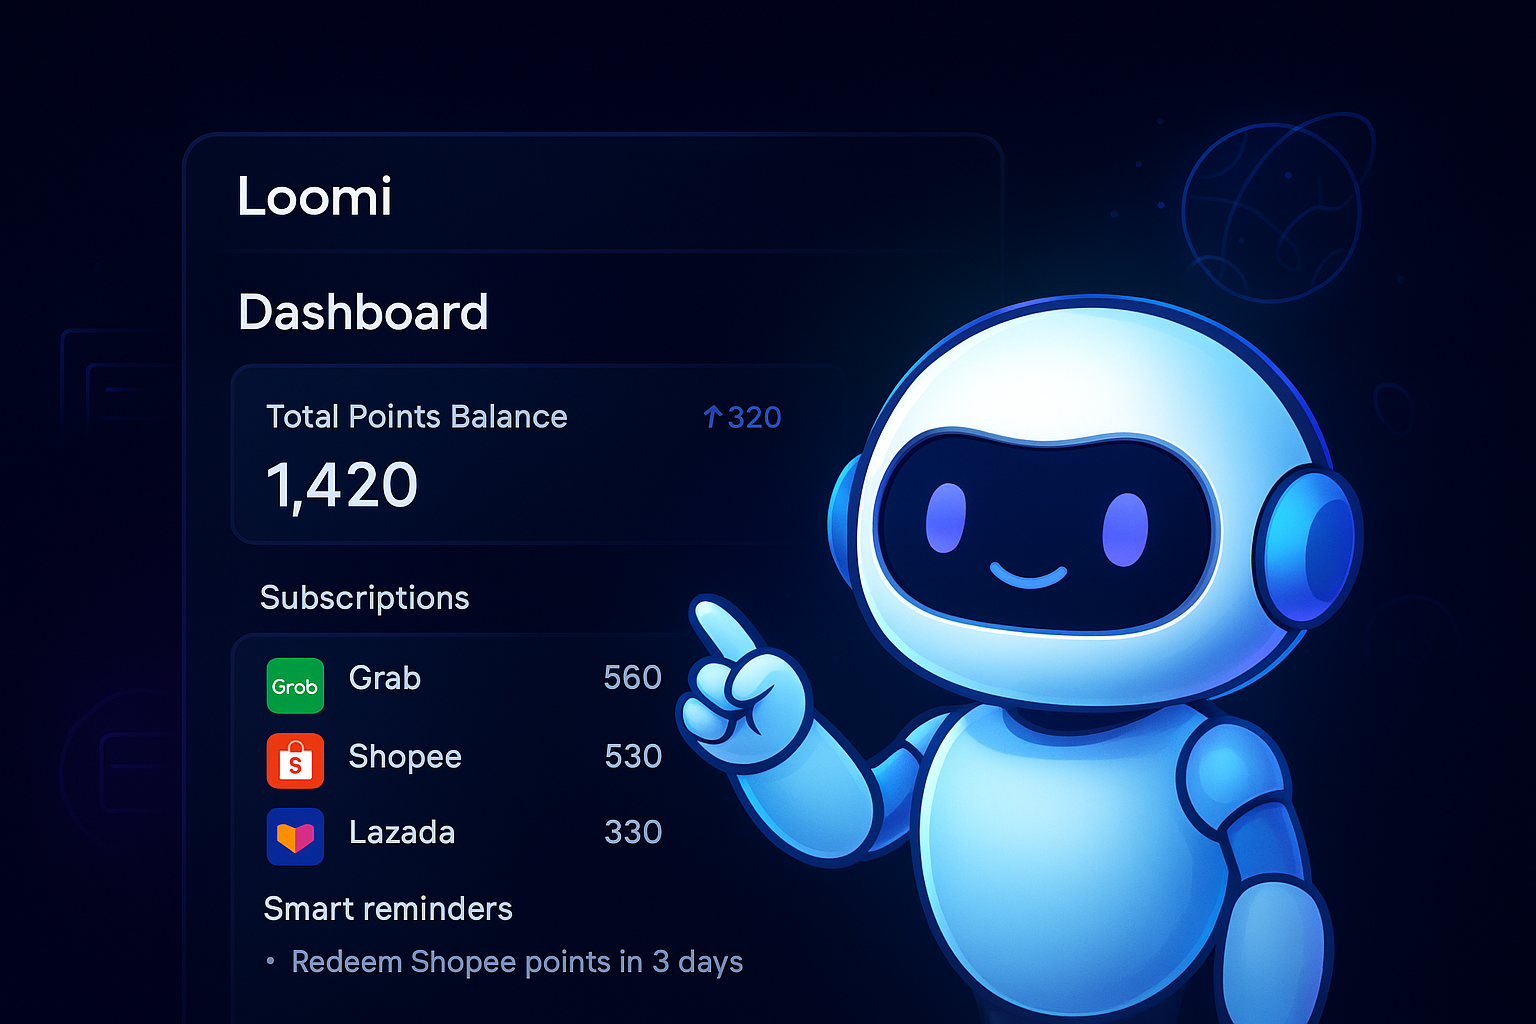 Loomi
Dashboard
Total Points Balance ↑320
1,420
Subscriptions
Grob Grab 560
S Shopee 530
Lazada 330
Smart reminders
• Redeem Shopee points in 3 days